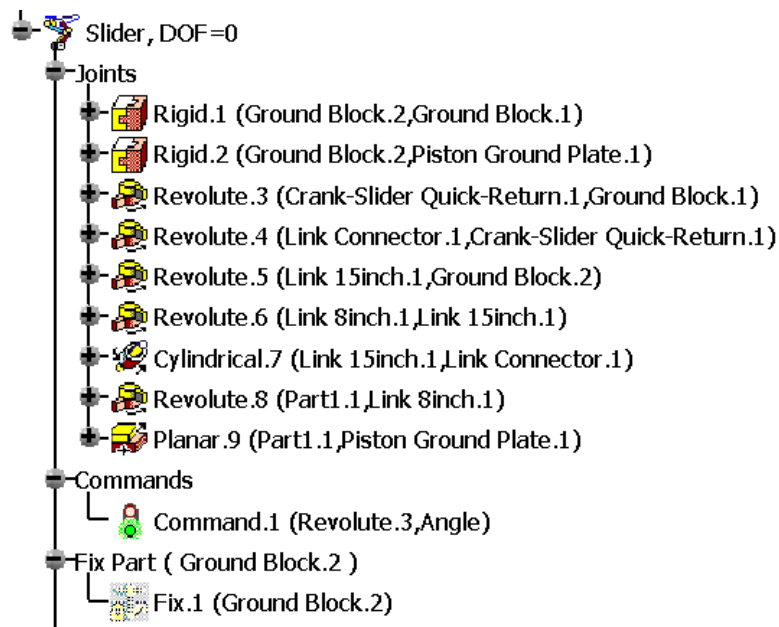 Slider, DOF=0
Joints
Rigid.1 (Ground Block.2,Ground Block.1)
Rigid.2 (Ground Block.2,Piston Ground Plate.1)
Revolute.3 (Crank-Slider Quick-Return.1,Ground Block.1)
Revolute.4 (Link Connector.1,Crank-Slider Quick-Return.1)
Revolute.5 (Link 15inch.1,Ground Block.2)
Revolute.6 (Link 8inch.1,Link 15inch.1)
Cylindrical.7 (Link 15inch.1,Link Connector.1)
Revolute.8 (Part1.1,Link 8inch.1)
Planar.9 (Part1.1,Piston Ground Plate.1)
Commands
Command.1 (Revolute.3,Angle)
Fix Part ( Ground Block.2 )
Fix.1 (Ground Block.2)